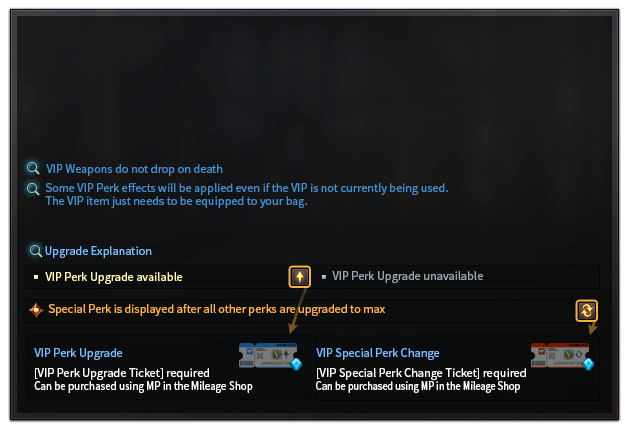 VIP Weapons do not drop on death
Some VIP Perk effects will be applied even if the VIP is not currently being used.
The VIP item just needs to be equipped to your bag.
Upgrade Explanation
VIP Perk Upgrade available
VIP Perk Upgrade unavailable
Special Perk is displayed after all other perks are upgraded to max
VIP Perk Upgrade
[VIP Perk Upgrade Ticket] required
Can be purchased using MP in the Mileage Shop
VIP Special Perk Change
[VIP Special Perk Change Ticket] required
Can be purchased using MP in the Mileage Shop